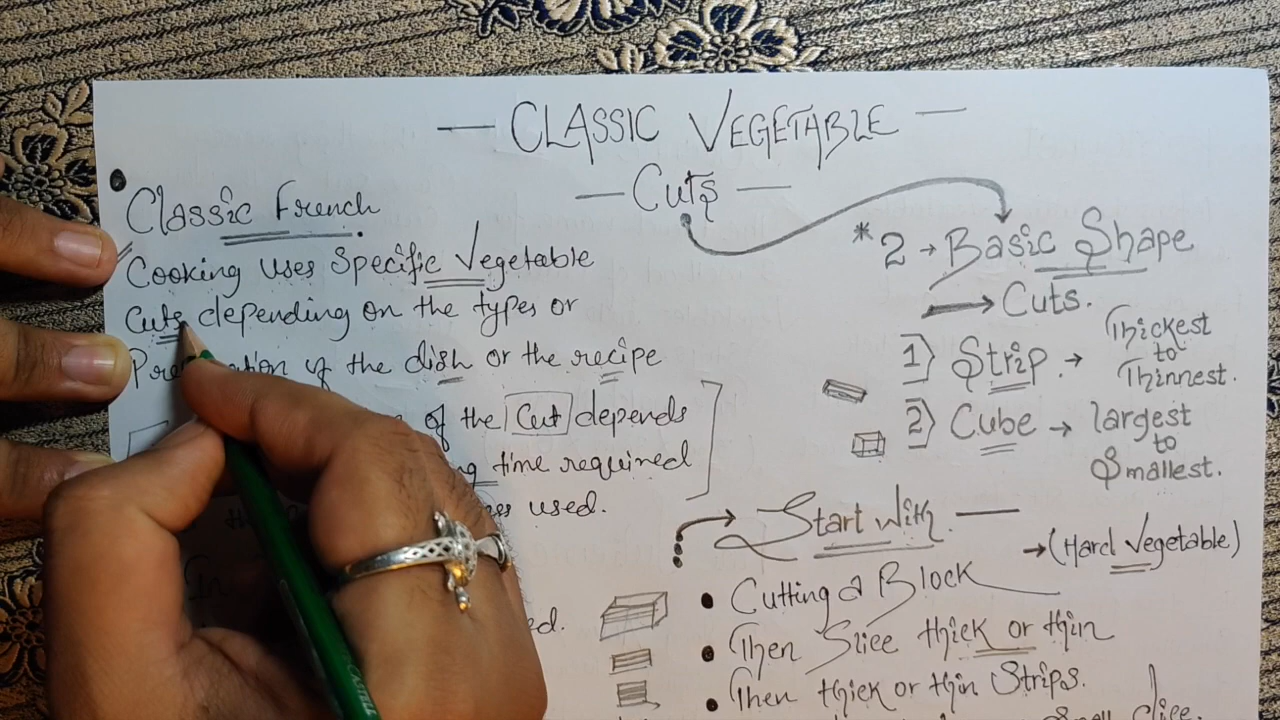 — CLASSIC VEGETABLE —
— Cuts —
Classic French
Cooking uses Specific Vegetable
Cuts depending on the types or
of the dish or the recipe
of the Cut depends
time required
used.
In
* 2 → Basic Shape
→ Cuts.
1) Strip → Thickest
to
Thinnest.
2) Cube → largest
to
Smallest.
Start With —
→ (Hard Vegetable)
• Cutting a Block
• Then Slice thick or thin
• Then thick or thin Strips.